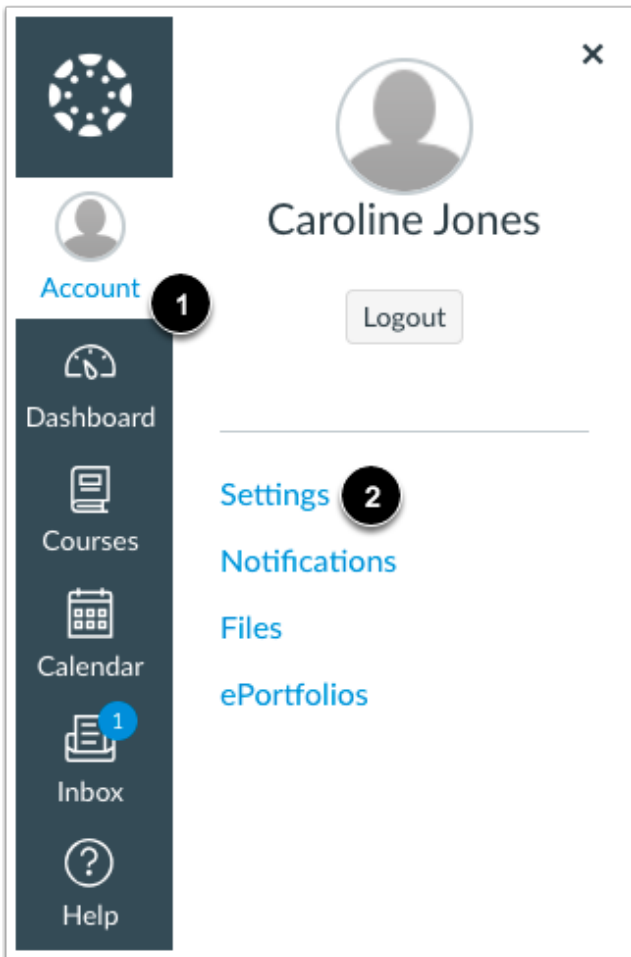 ×
Caroline Jones
Logout
Account 1
Dashboard
Courses
Calendar
1
Inbox
Help
Settings 2
Notifications
Files
ePortfolios